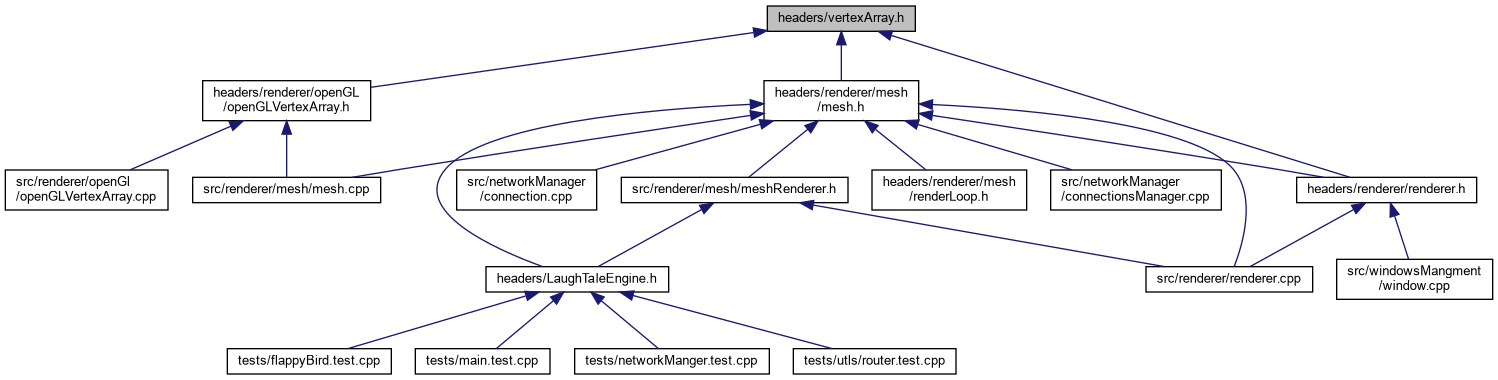 headers/vertexArray.h
headers/renderer/openGL
/openGLVertexArray.h
headers/renderer/mesh
/mesh.h
src/renderer/openGl
/openGLVertexArray.cpp
src/renderer/mesh/mesh.cpp
src/networkManager
/connection.cpp
src/renderer/mesh/meshRenderer.h
headers/renderer/mesh
/renderLoop.h
src/networkManager
/connectionsManager.cpp
headers/renderer/renderer.h
headers/LaughTaleEngine.h
src/renderer/renderer.cpp
src/windowsMangment
/window.cpp
tests/flappyBird.test.cpp
tests/main.test.cpp
tests/networkManger.test.cpp
tests/utls/router.test.cpp